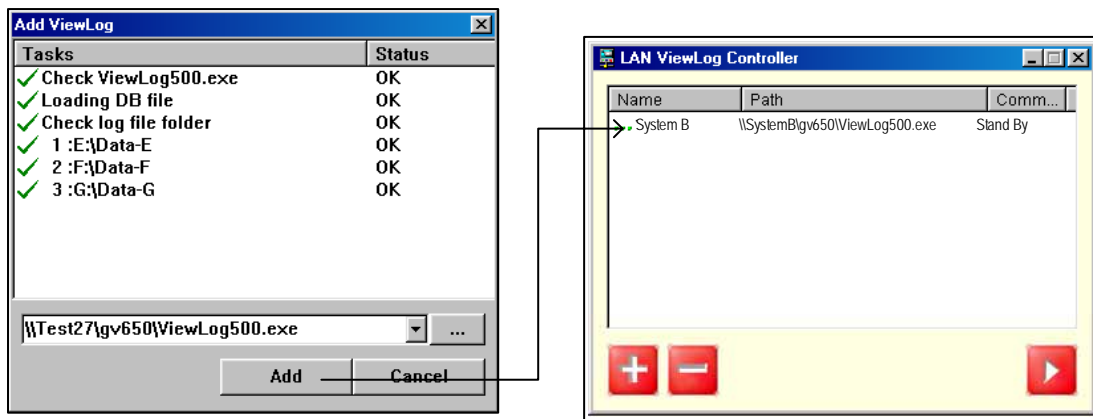 Add ViewLog
Tasks Status
Check ViewLog500.exe OK
Loading DB file OK
Check log file folder OK
1 :E:\Data-E OK
2 :F:\Data-F OK
3 :G:\Data-G OK
\\Test27\gv650\ViewLog500.exe ...
Add Cancel
LAN ViewLog Controller
Name Path Comm...
System B \\SystemB\gv650\ViewLog500.exe Stand By